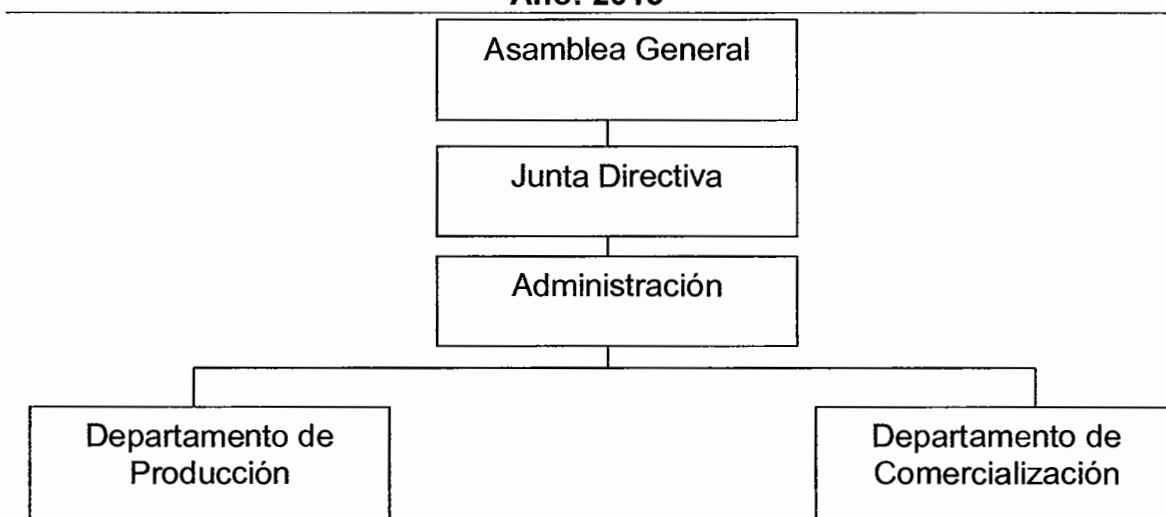 Asamblea General
Junta Directiva
Administración
Departamento de
Producción
Departamento de
Comercialización